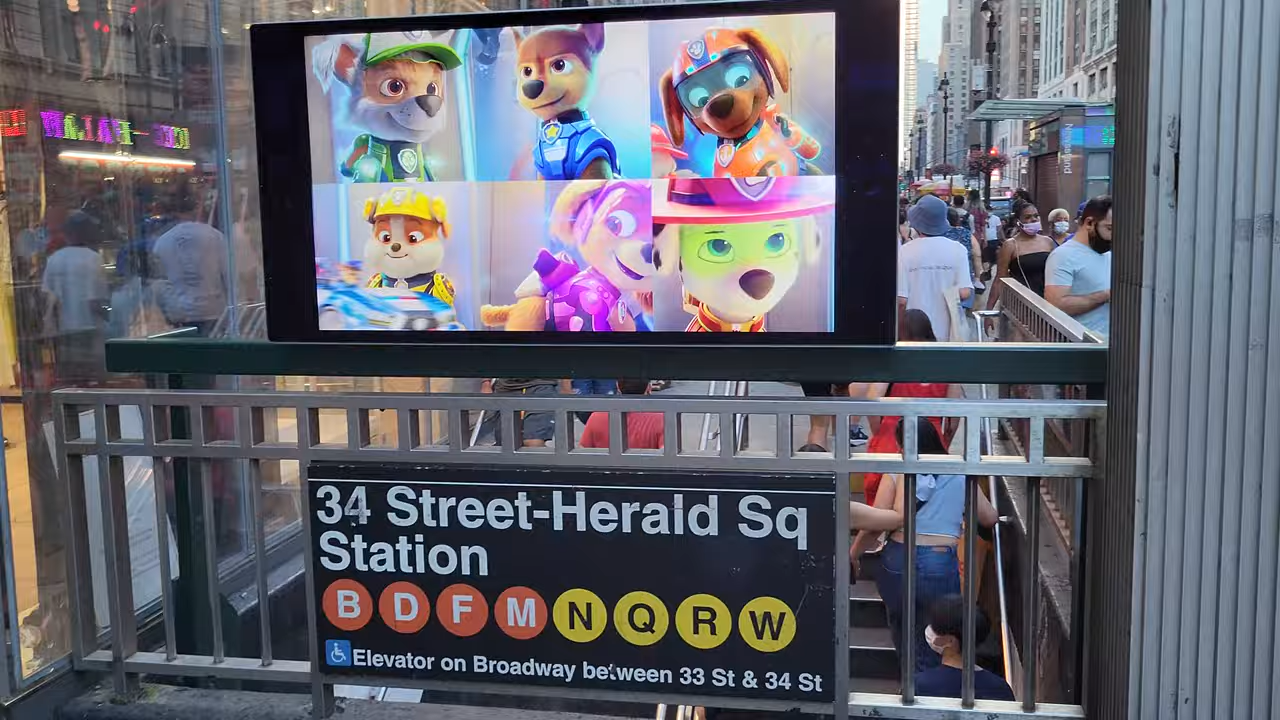 34 Street-Herald Sq
Station
B D F M N Q R W
Elevator on Broadway between 33 St & 34 St